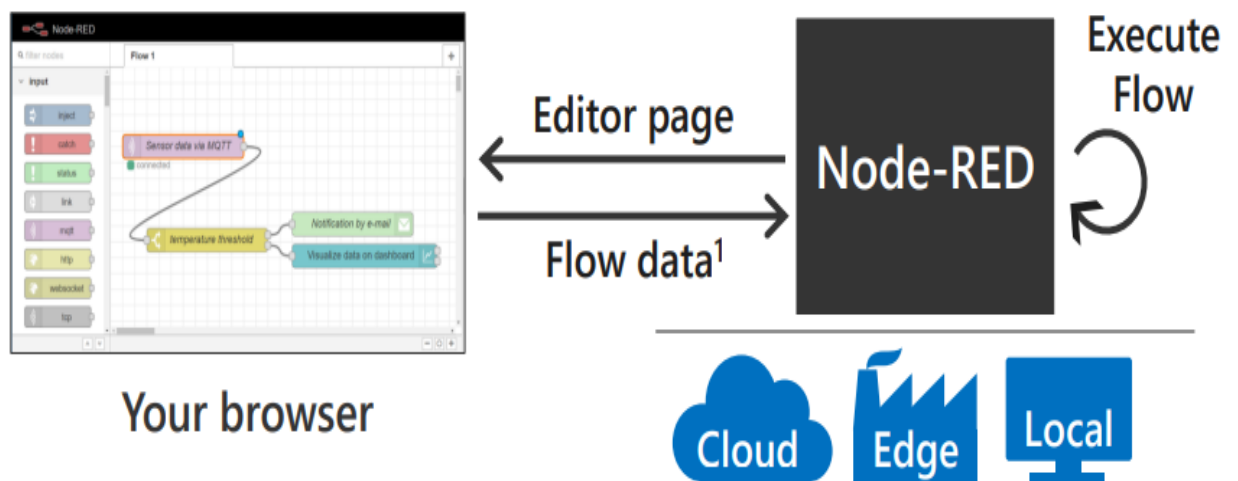 Node-RED
filter nodes
Flow 1
+
input
inject
catch
status
link
mqtt
http
websocket
tcp
Sensor data via MQTT
connected
temperature threshold
Notification by e-mail
Visualize data on dashboard
Your browser
Editor page
Flow data¹
Node-RED
Execute
Flow
Cloud
Edge
Local